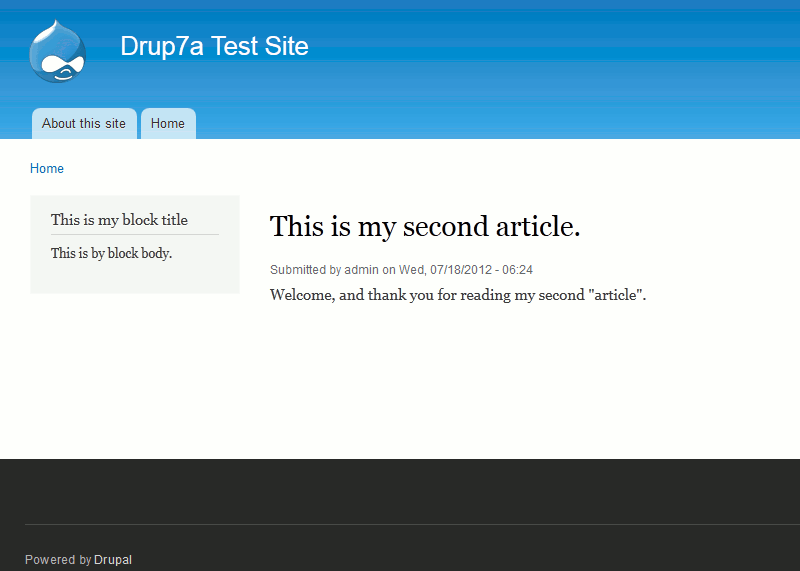 Drup7a Test Site
About this site
Home
Home
This is my block title
This is by block body.
This is my second article.
Submitted by admin on Wed, 07/18/2012 - 06:24
Welcome, and thank you for reading my second "article".
Powered by Drupal